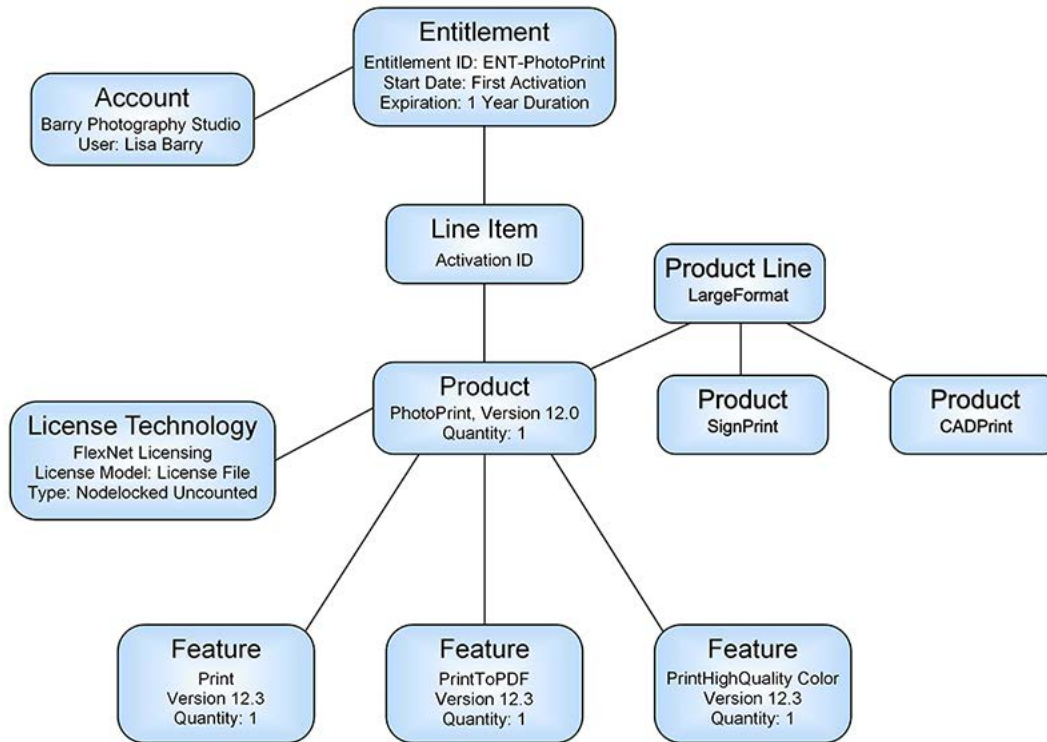 Entitlement
Entitlement ID: ENT-PhotoPrint
Start Date: First Activation
Expiration: 1 Year Duration
Account
Barry Photography Studio
User: Lisa Barry
Line Item
Activation ID
Product Line
LargeFormat
Product
PhotoPrint, Version 12.0
Quantity: 1
Product
SignPrint
Product
CADPrint
License Technology
FlexNet Licensing
License Model: License File
Type: Nodelocked Uncounted
Feature
Print
Version 12.3
Quantity: 1
Feature
PrintToPDF
Version 12.3
Quantity: 1
Feature
PrintHighQuality Color
Version 12.3
Quantity: 1